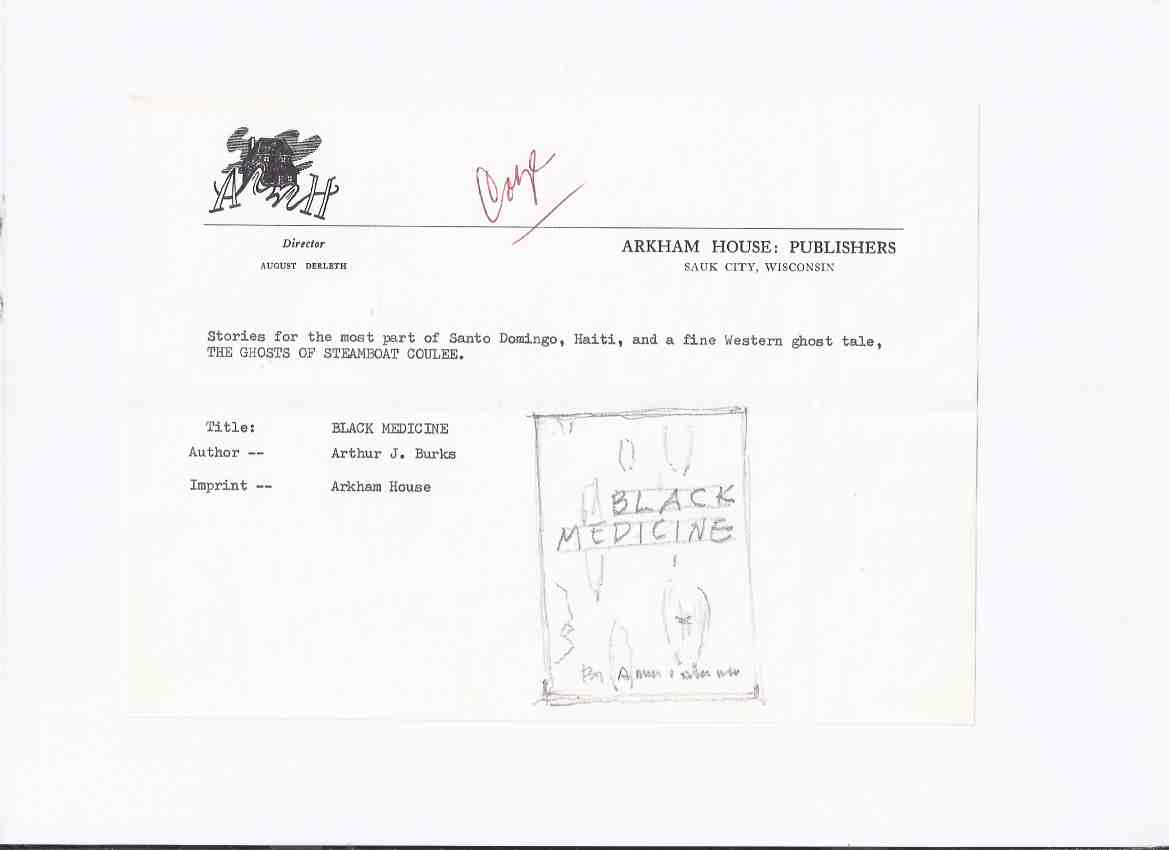 AH
Director
AUGUST DERLETH
ARKHAM HOUSE: PUBLISHERS
SAUK CITY, WISCONSIN
Stories for the most part of Santo Domingo, Haiti, and a fine Western ghost tale,
THE GHOSTS OF STEAMBOAT COULEE.
Title: BLACK MEDICINE
Author -- Arthur J. Burks
Imprint -- Arkham House
BLACK
MEDICINE
By